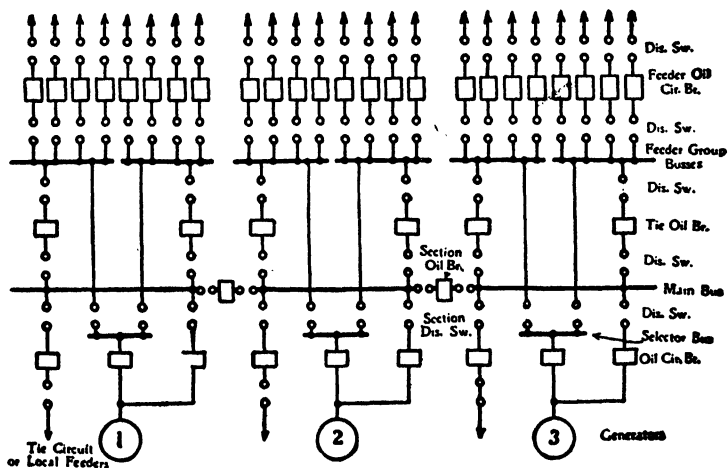 Dis. Sw.
Feeder Oil
Cir. Br.
Dis. Sw.
Feeder Group
Busses
Dis. Sw.
Tie Oil Br.
Section
Oil Br.
Dis. Sw.
Main Bus
Section
Dis. Sw.
Dis. Sw.
Selector Bus
Oil Cir. Br.
1
2
3
Generators
Tie Circuit
or Local Feeders